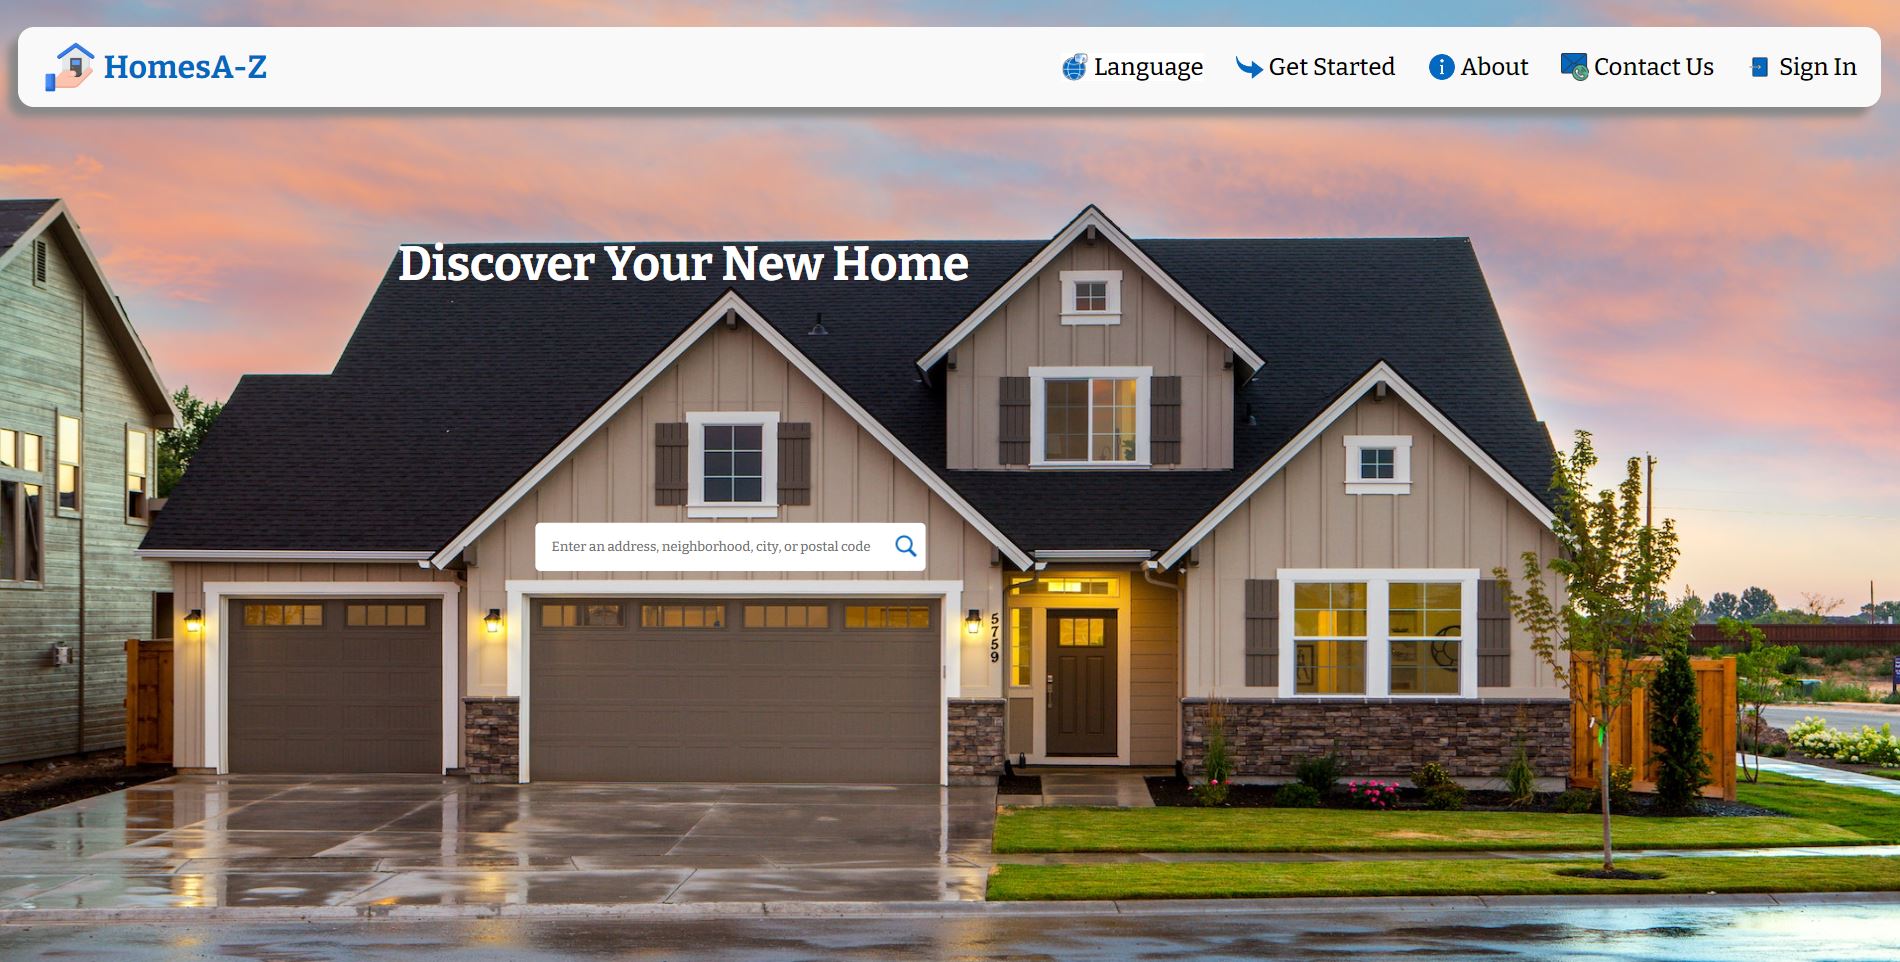 HomesA-Z
Language
Get Started
About
Contact Us
Sign In
Discover Your New Home
Enter an address, neighborhood, city, or postal code
5759